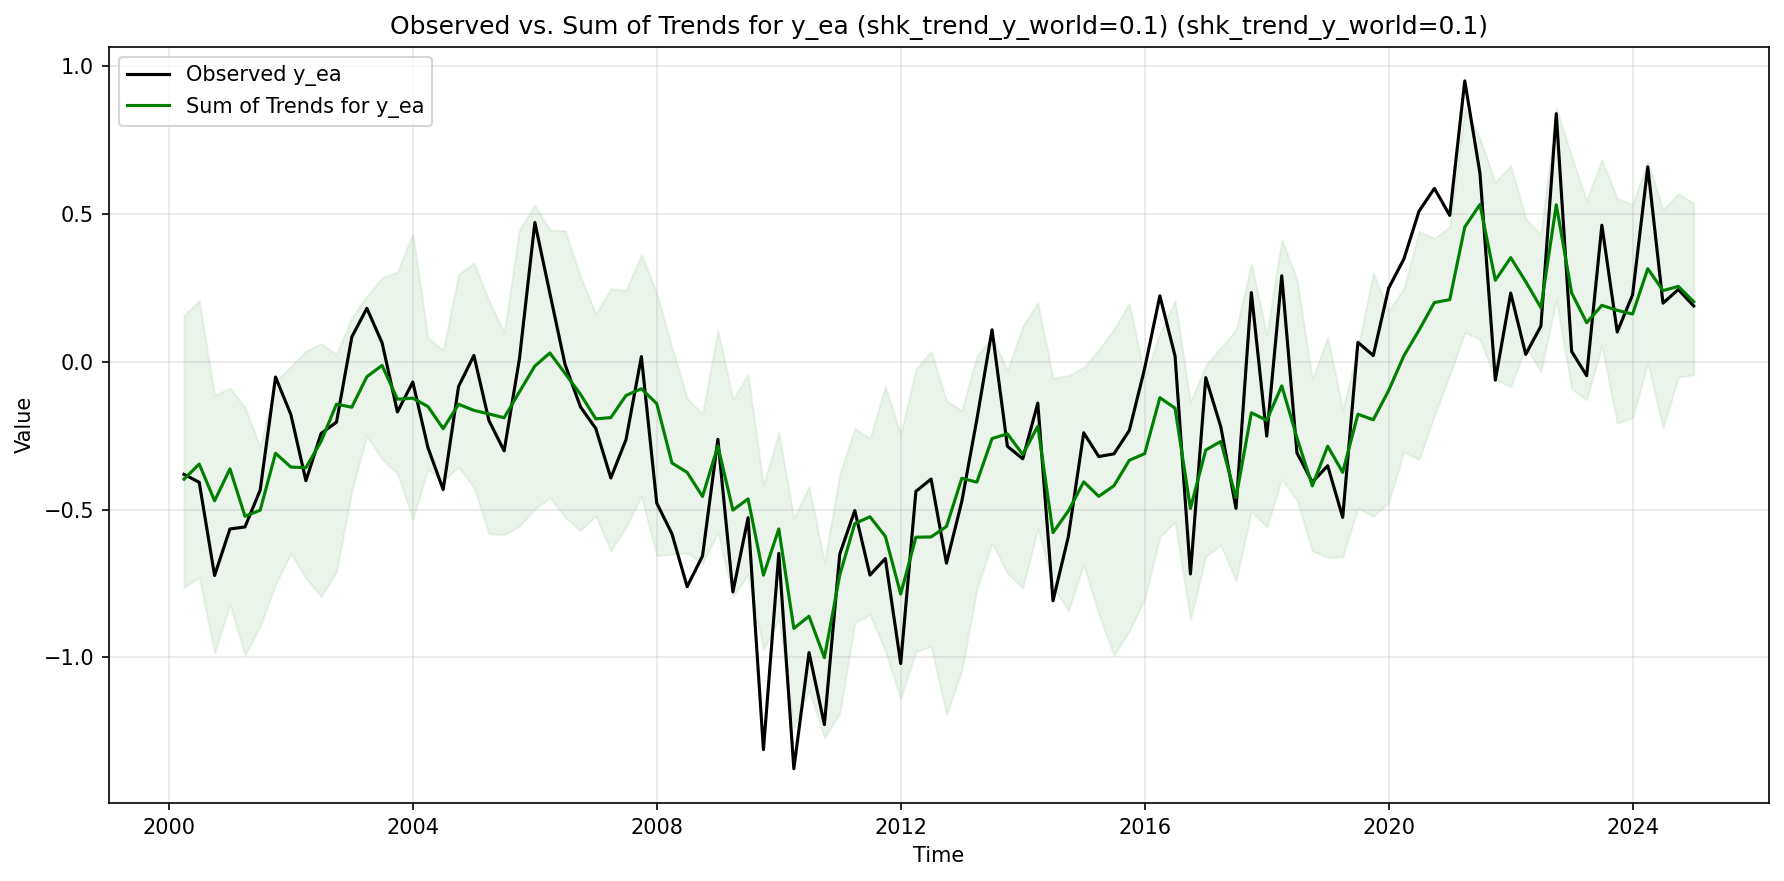 Observed vs. Sum of Trends for y_ea (shk_trend_y_world=0.1) (shk_trend_y_world=0.1)
Observed y_ea
Sum of Trends for y_ea
1.0
0.5
0.0
−0.5
−1.0
Value
2000 2004 2008 2012 2016 2020 2024
Time